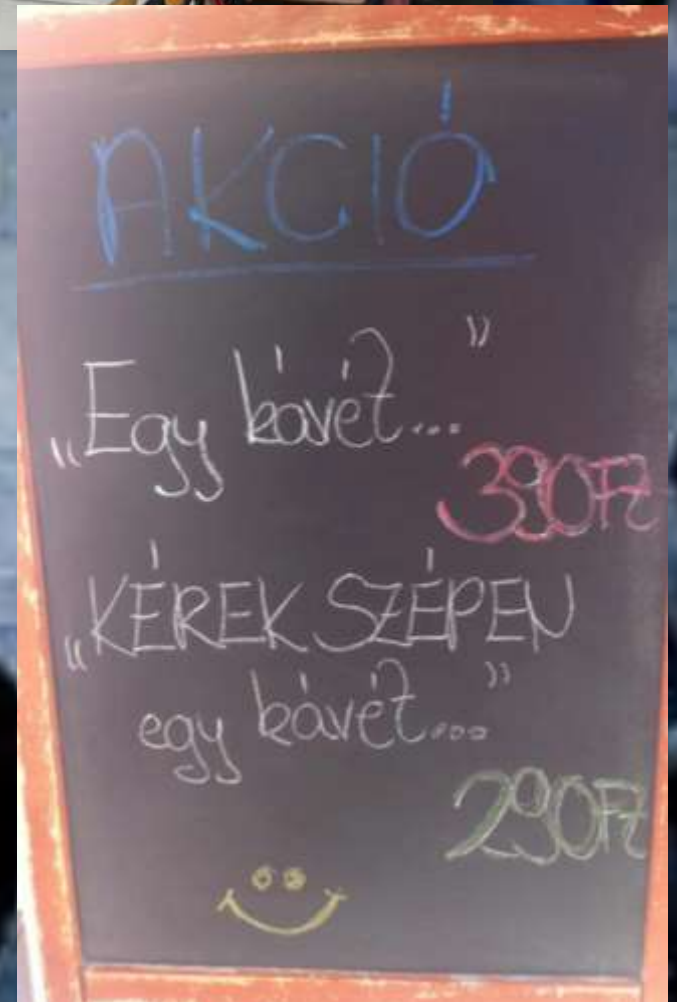 AKCIÓ
„Egy kávét..."
390Ft
„KÉREK SZÉPEN
egy kávét..."
290Ft